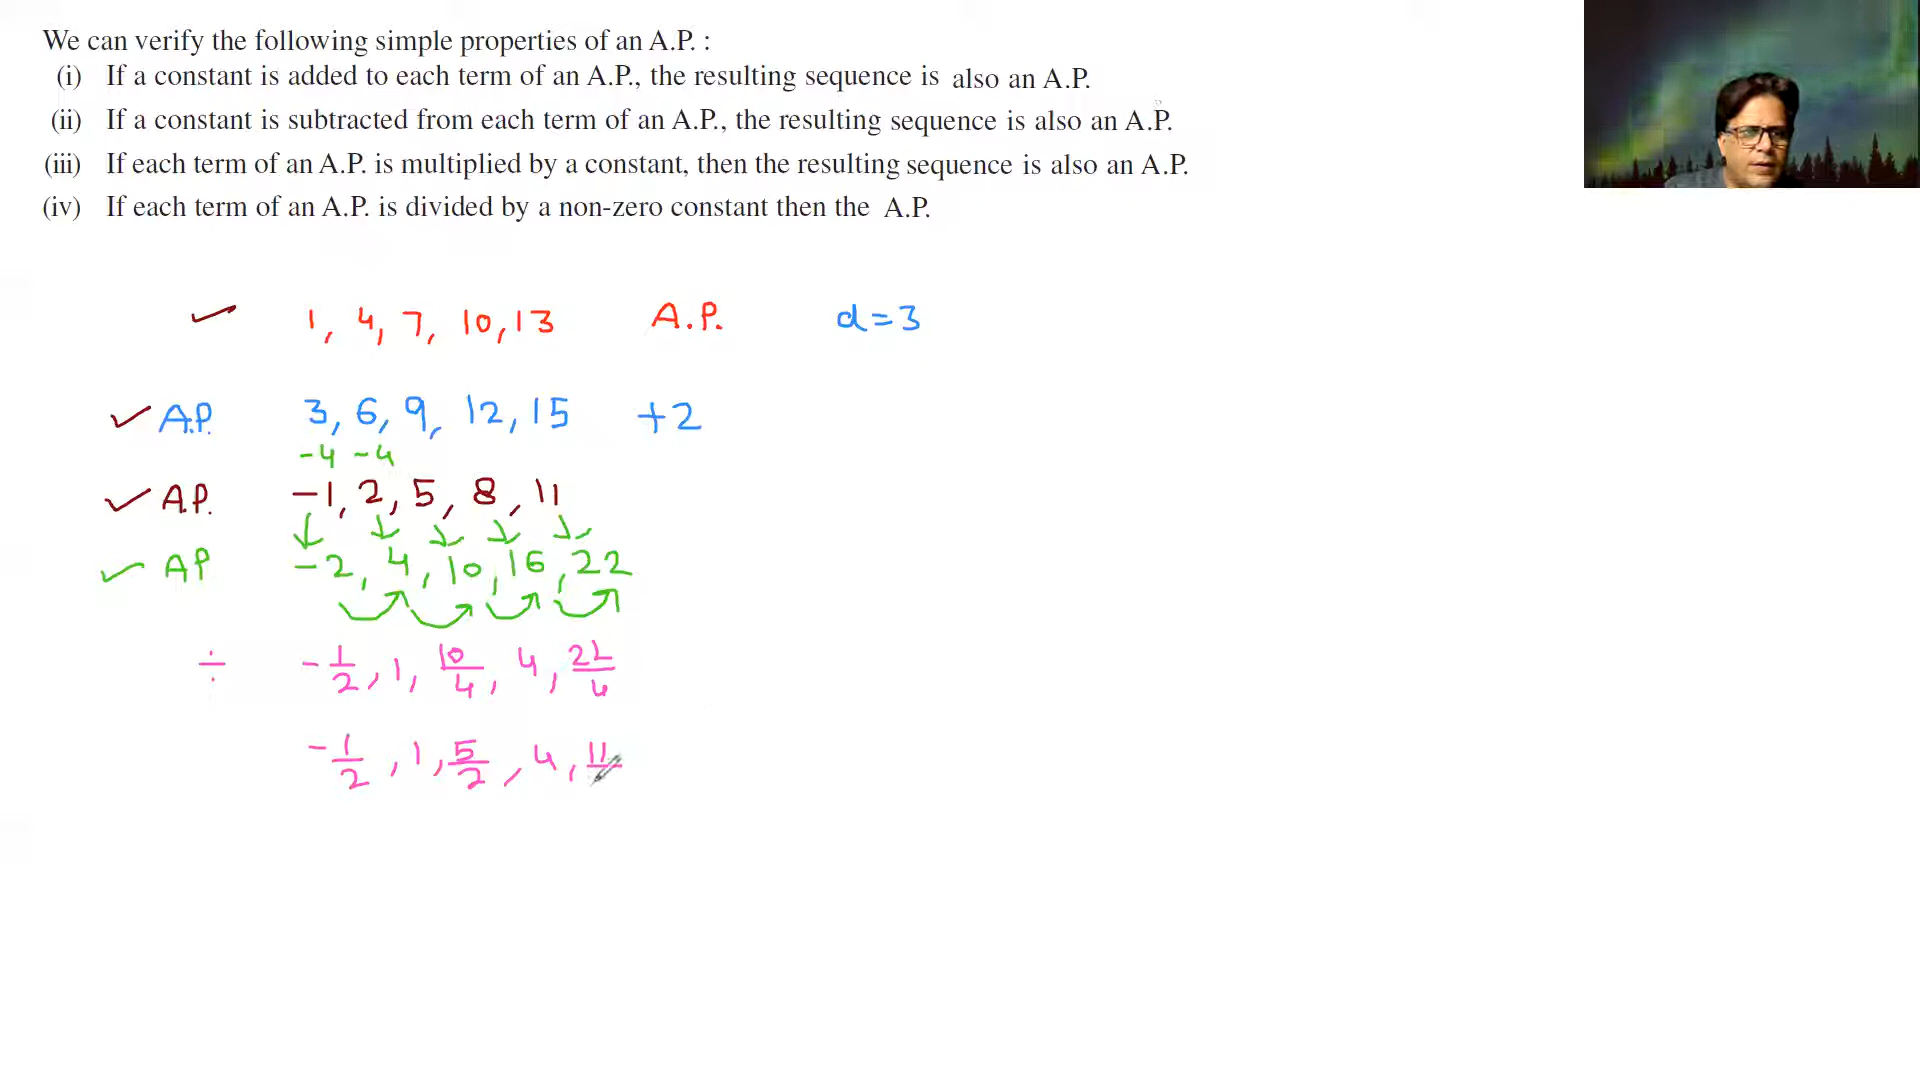 We can verify the following simple properties of an A.P. :
(i) If a constant is added to each term of an A.P., the resulting sequence is also an A.P.
(ii) If a constant is subtracted from each term of an A.P., the resulting sequence is also an A.P.
(iii) If each term of an A.P. is multiplied by a constant, then the resulting sequence is also an A.P.
(iv) If each term of an A.P. is divided by a non-zero constant then the A.P.
✓ 1, 4, 7, 10, 13 A.P. d=3
✓ A.P. 3, 6, 9, 12, 15 +2
-4 -4
✓ A.P. -1, 2, 5, 8, 11
✓ AP -2, 4, 10, 16, 22
÷ -1/2, 1, 10/4, 4, 22/4
-1/2, 1, 5/2, 4, 11